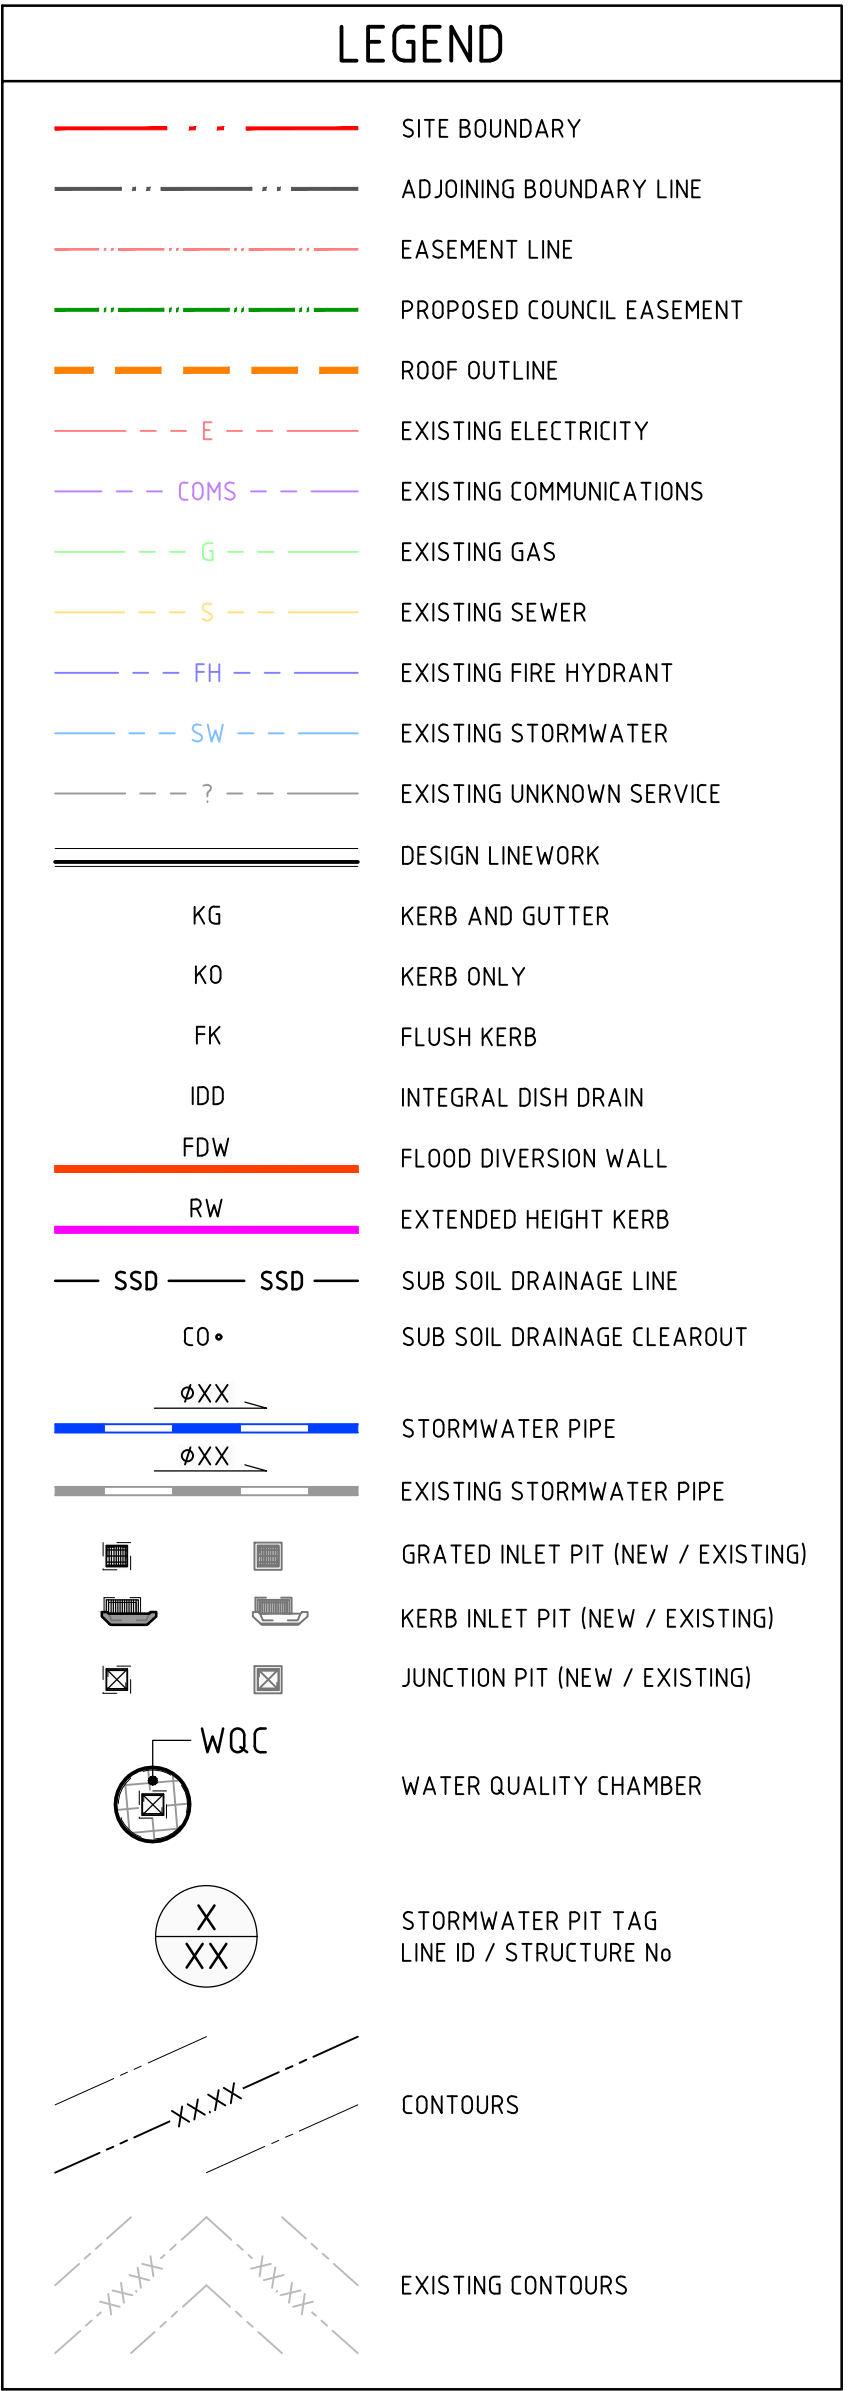 LEGEND
SITE BOUNDARY
ADJOINING BOUNDARY LINE
EASEMENT LINE
PROPOSED COUNCIL EASEMENT
ROOF OUTLINE
E EXISTING ELECTRICITY
COMS EXISTING COMMUNICATIONS
G EXISTING GAS
S EXISTING SEWER
FH EXISTING FIRE HYDRANT
SW EXISTING STORMWATER
? EXISTING UNKNOWN SERVICE
DESIGN LINEWORK
KG KERB AND GUTTER
KO KERB ONLY
FK FLUSH KERB
IDD INTEGRAL DISH DRAIN
FDW FLOOD DIVERSION WALL
RW EXTENDED HEIGHT KERB
SSD SSD SUB SOIL DRAINAGE LINE
CO SUB SOIL DRAINAGE CLEAROUT
ØXX
STORMWATER PIPE
ØXX
EXISTING STORMWATER PIPE
GRATED INLET PIT (NEW / EXISTING)
KERB INLET PIT (NEW / EXISTING)
JUNCTION PIT (NEW / EXISTING)
WQC
WATER QUALITY CHAMBER
X
XX
STORMWATER PIT TAG
LINE ID / STRUCTURE No
XX.XX CONTOURS
XX.XX XX.XX EXISTING CONTOURS